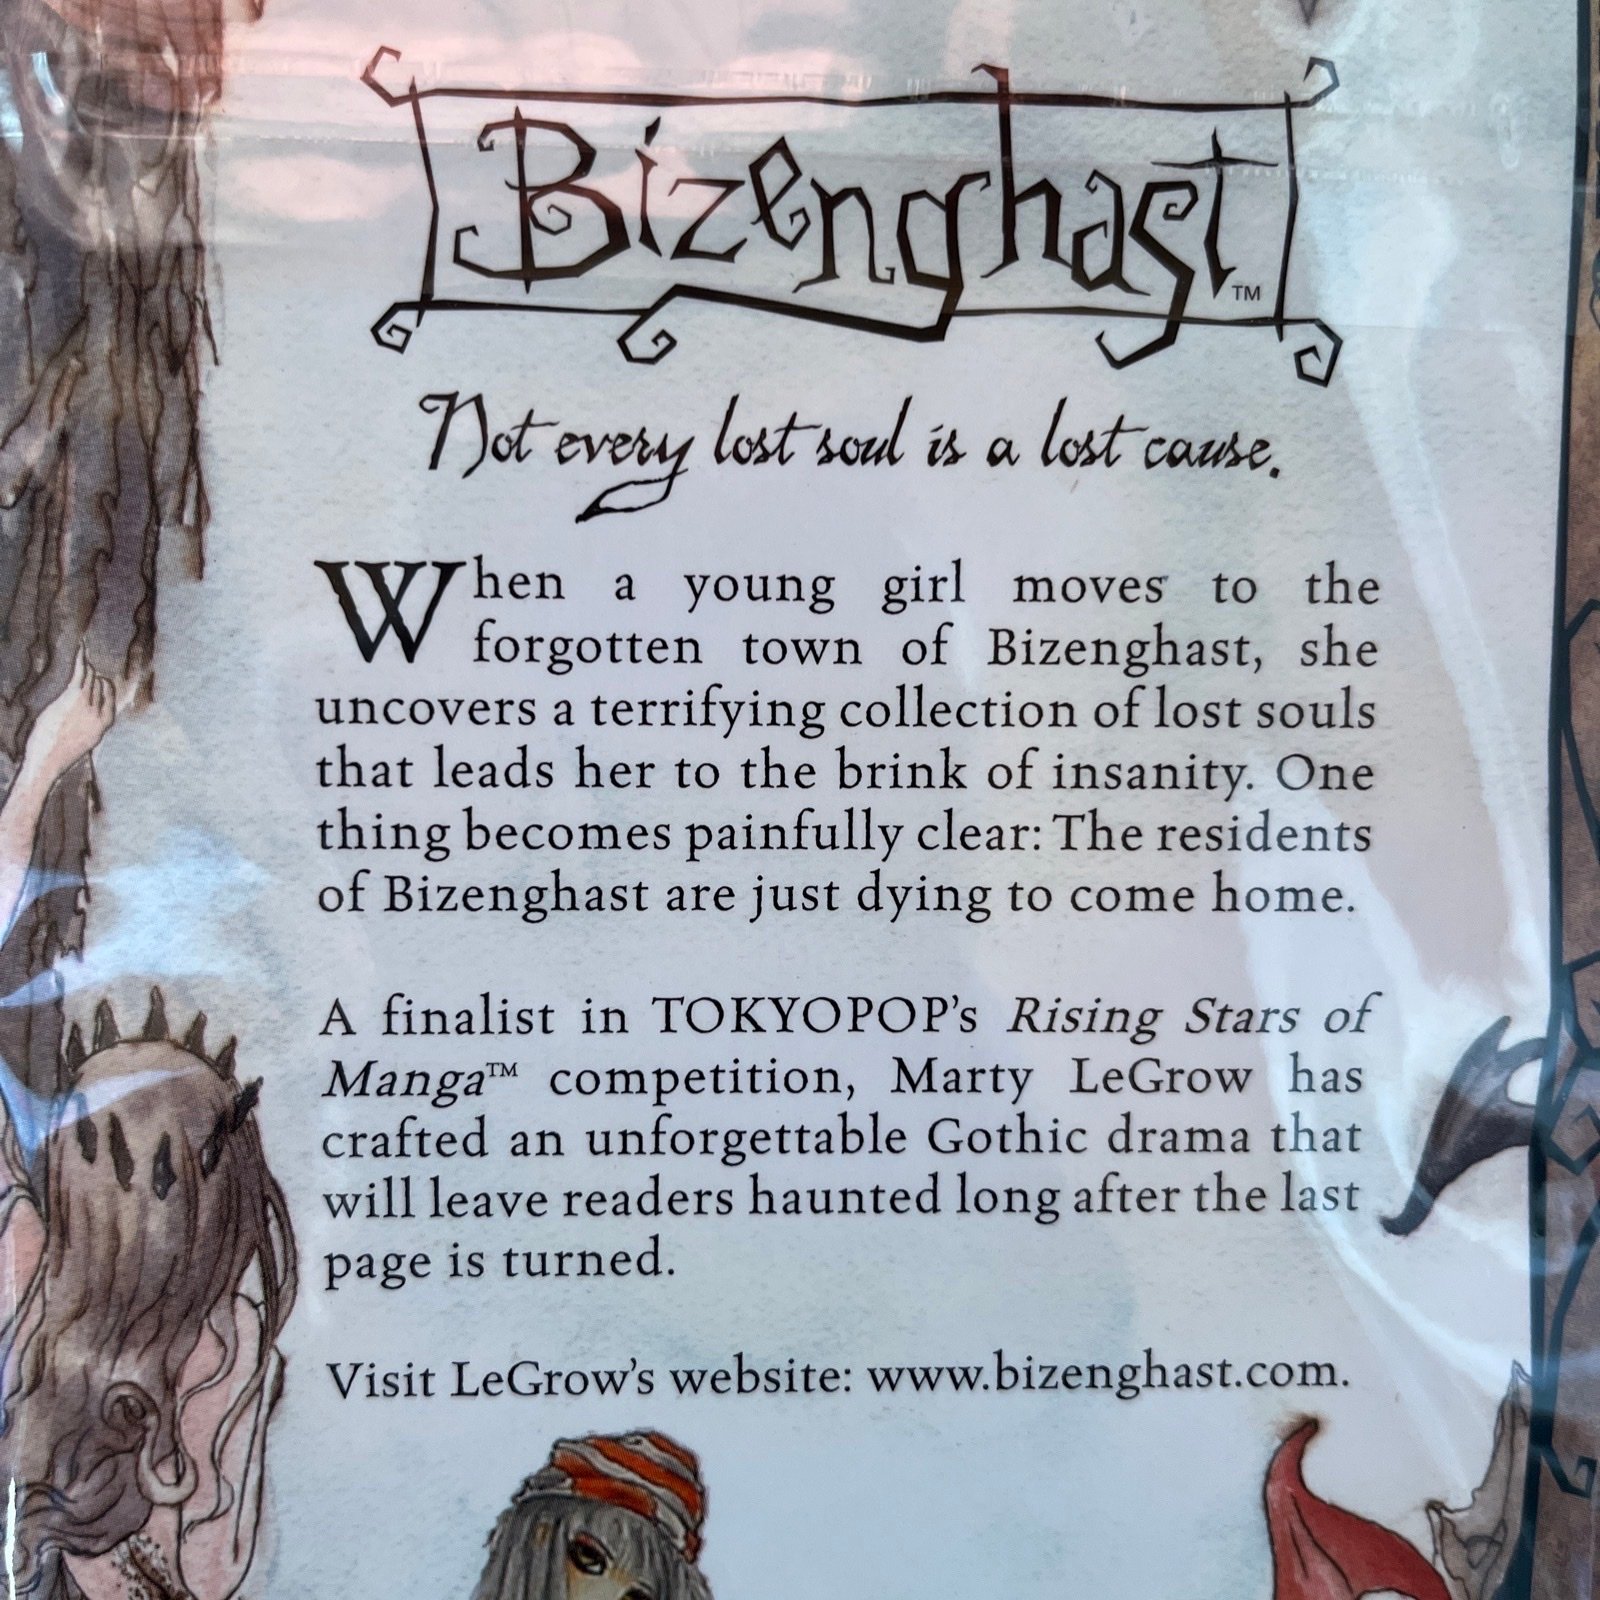 Bizenghast™
Not every lost soul is a lost cause.
When a young girl moves to the
forgotten town of Bizenghast, she
uncovers a terrifying collection of lost souls
that leads her to the brink of insanity. One
thing becomes painfully clear: The residents
of Bizenghast are just dying to come home.
A finalist in TOKYOPOP's Rising Stars of
Manga™ competition, Marty LeGrow has
crafted an unforgettable Gothic drama that
will leave readers haunted long after the last
page is turned.
Visit LeGrow's website: www.bizenghast.com.